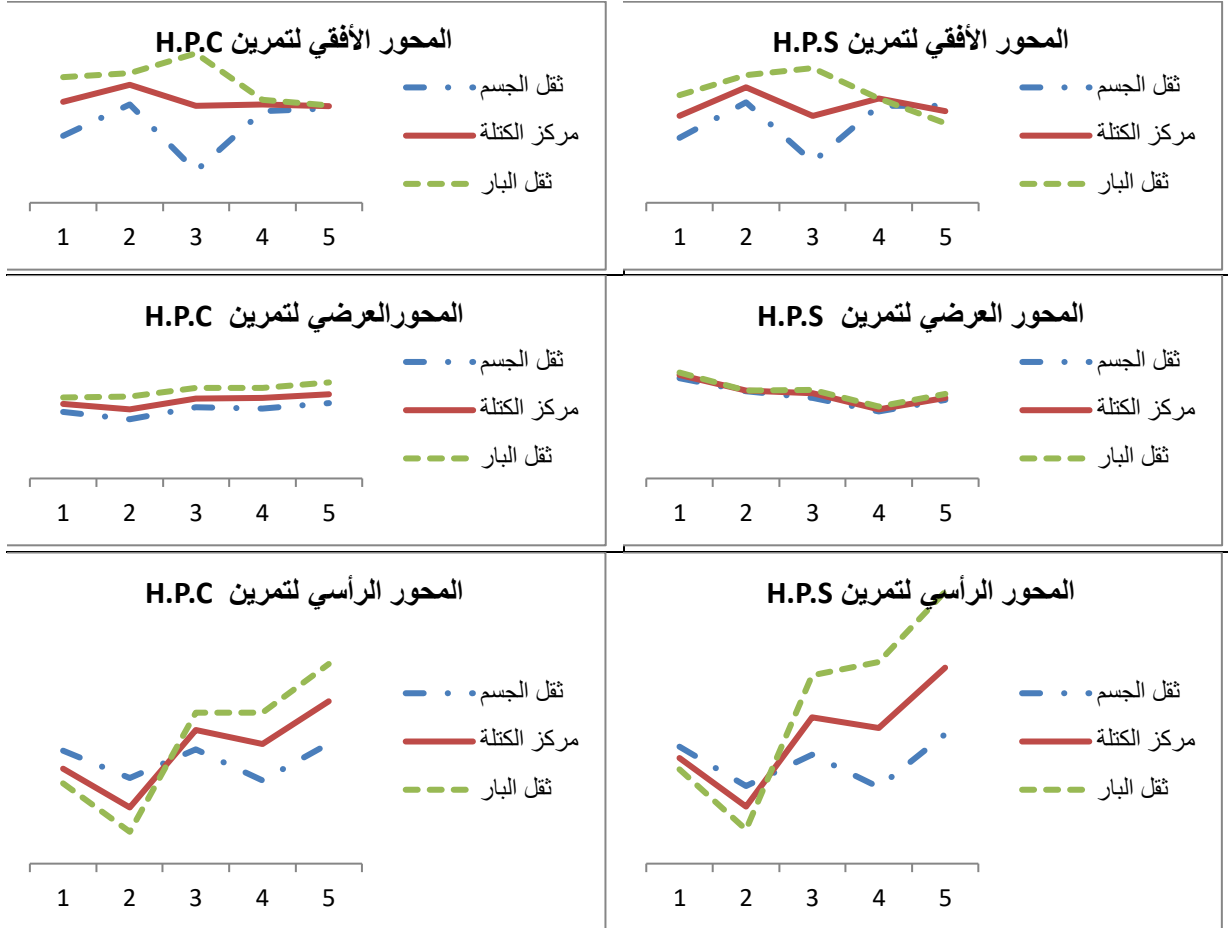 المحور الأفقي لتمرين H.P.S
ثقل الجسم
مركز الكتلة
ثقل البار
1 2 3 4 5
المحور الأفقي لتمرين H.P.C
ثقل الجسم
مركز الكتلة
ثقل البار
1 2 3 4 5
المحور العرضي لتمرين H.P.S
ثقل الجسم
مركز الكتلة
ثقل البار
1 2 3 4 5
المحورالعرضي لتمرين H.P.C
ثقل الجسم
مركز الكتلة
ثقل البار
1 2 3 4 5
المحور الرأسي لتمرين H.P.S
ثقل الجسم
مركز الكتلة
ثقل البار
1 2 3 4 5
المحور الرأسي لتمرين H.P.C
ثقل الجسم
مركز الكتلة
ثقل البار
1 2 3 4 5